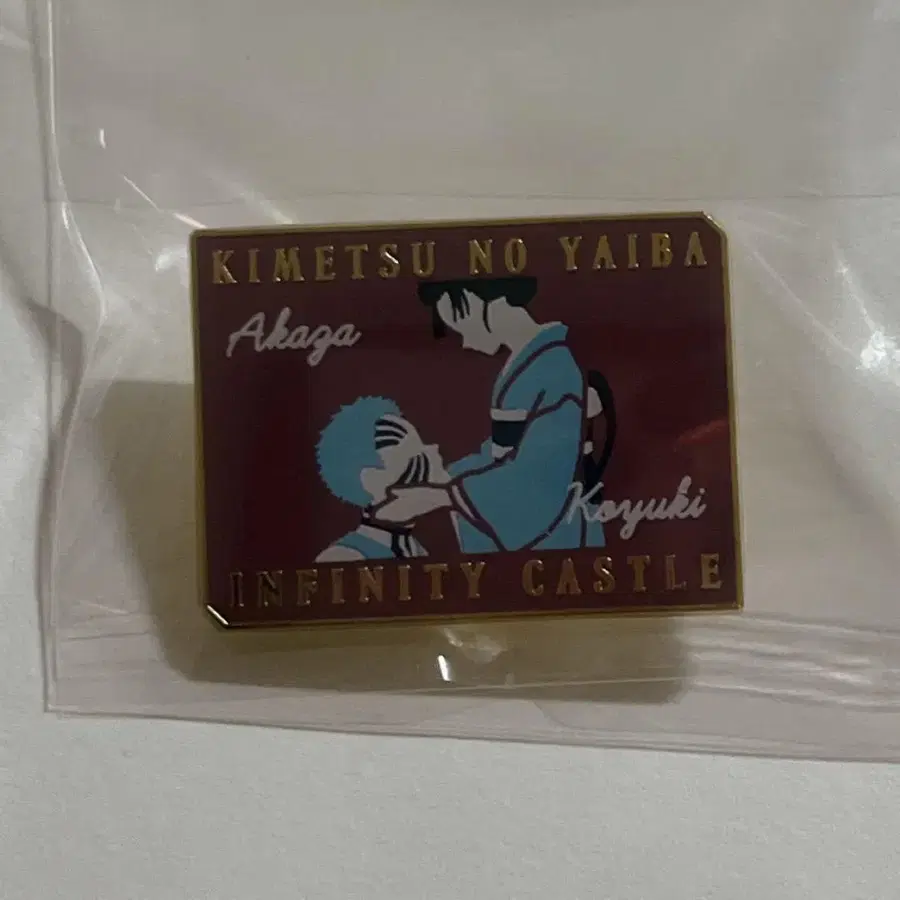 KIMETSU NO YAIBA
Akaza
Koyuki
INFINITY CASTLE